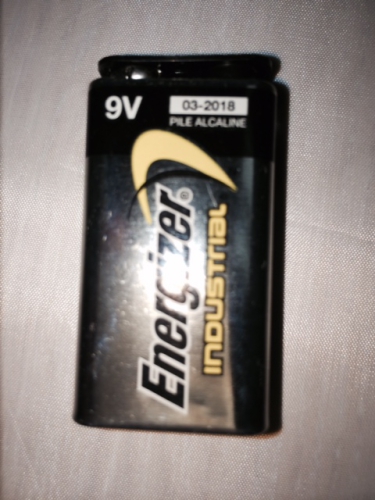 9V
03-2018
PILE ALCALINE
Energizer®
INDUSTRIAL